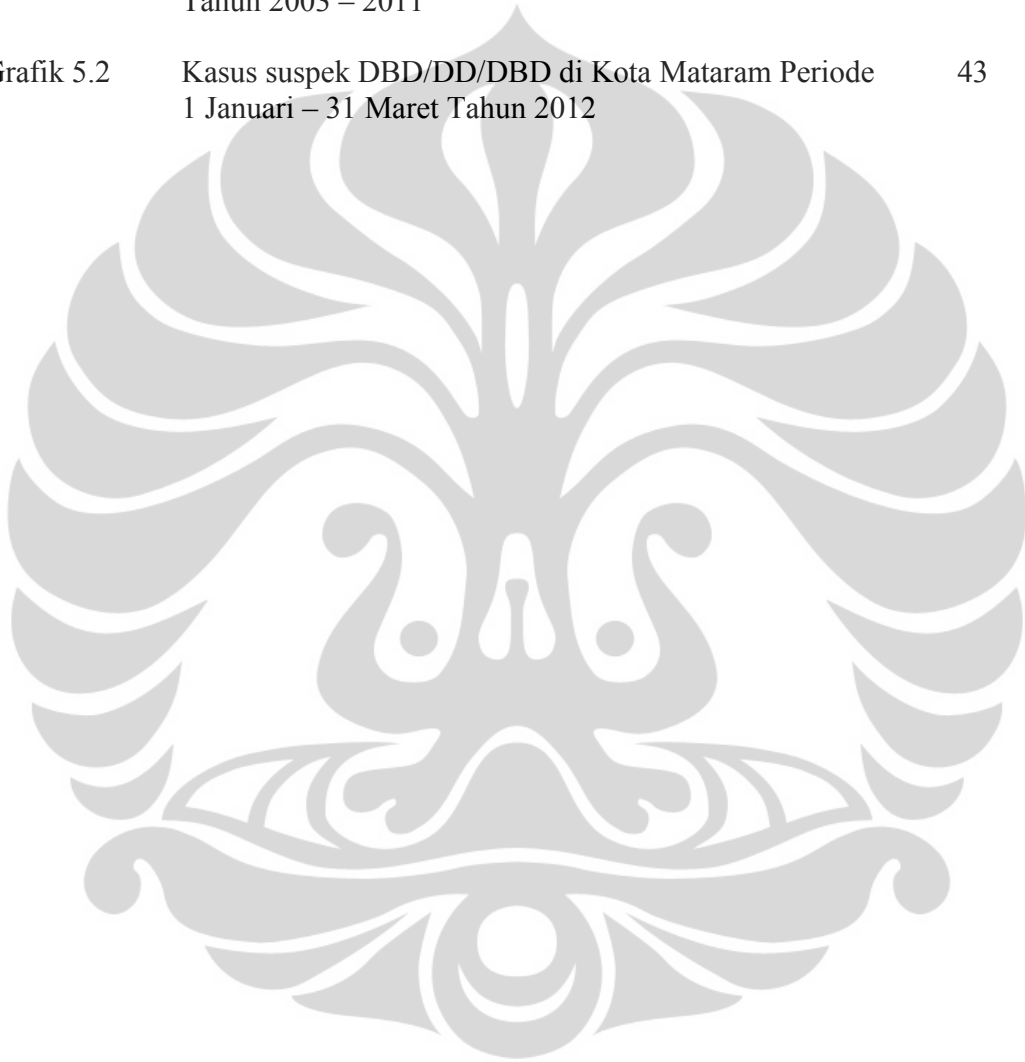 Tahun 2003 – 2011
Grafik 5.2 Kasus suspek DBD/DD/DBD di Kota Mataram Periode 43
1 Januari – 31 Maret Tahun 2012